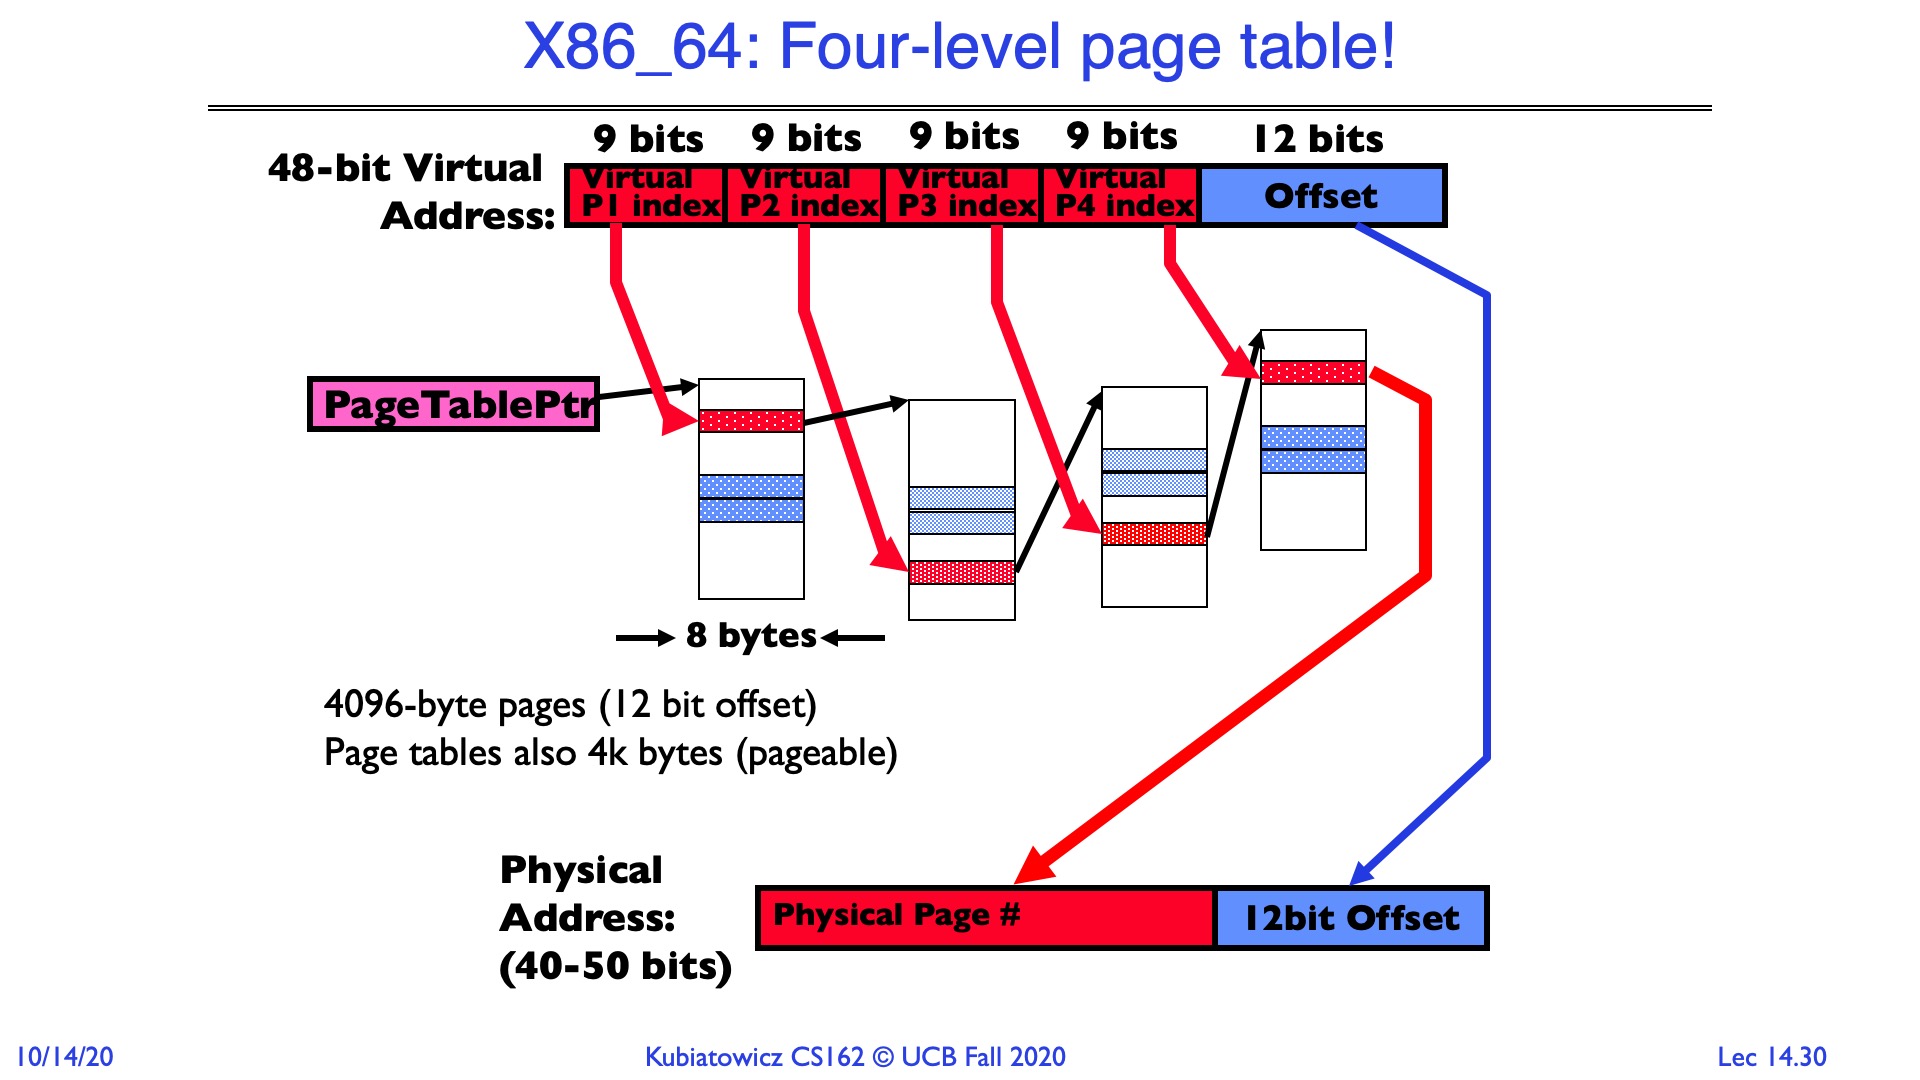 X86_64: Four-level page table!
9 bits 9 bits 9 bits 9 bits 12 bits
48-bit Virtual
Address:
Virtual
P1 index
Virtual
P2 index
Virtual
P3 index
Virtual
P4 index
Offset
PageTablePtr
8 bytes
4096-byte pages (12 bit offset)
Page tables also 4k bytes (pageable)
Physical
Address:
(40-50 bits)
Physical Page #
12bit Offset
10/14/20
Kubiatowicz CS162 © UCB Fall 2020
Lec 14.30